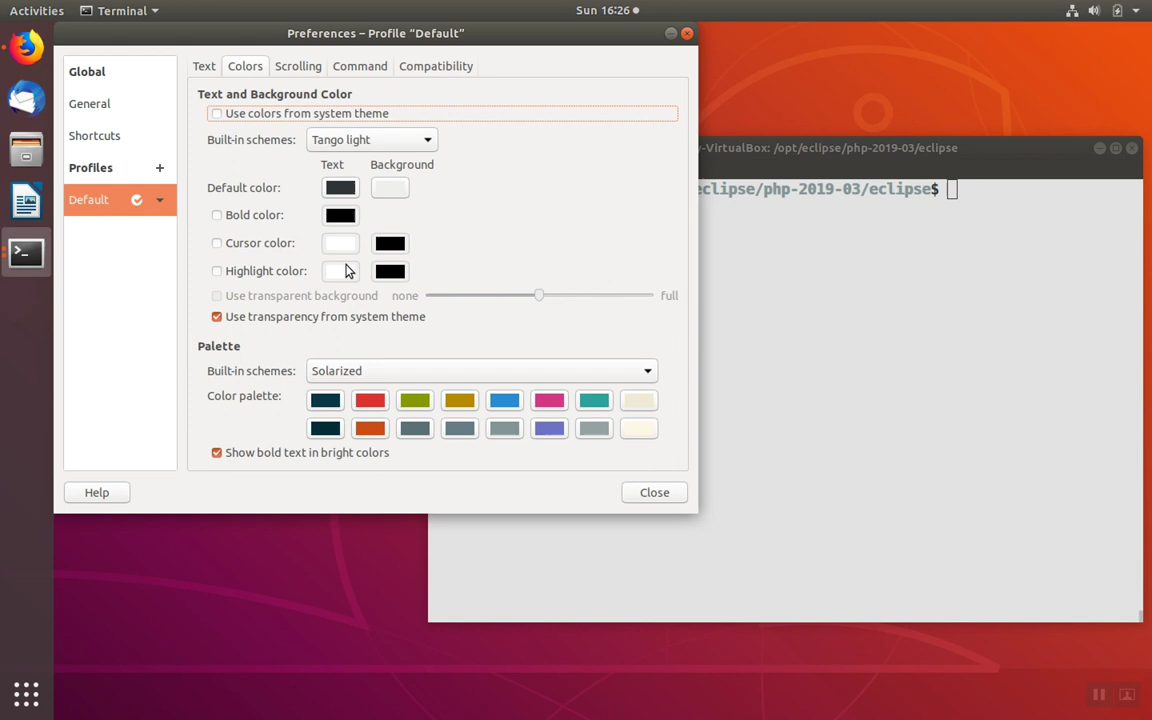 Activities Terminal Sun 16:26
Preferences – Profile “Default”
Global
General
Shortcuts
Profiles +
Default
Text Colors Scrolling Command Compatibility
Text and Background Color
Use colors from system theme
Built-in schemes: Tango light
Text Background
Default color:
Bold color:
Cursor color:
Highlight color:
Use transparent background none full
Use transparency from system theme
Palette
Built-in schemes: Solarized
Color palette:
Show bold text in bright colors
Help Close
-VirtualBox: /opt/eclipse/php-2019-03/eclipse
eclipse/php-2019-03/eclipse$